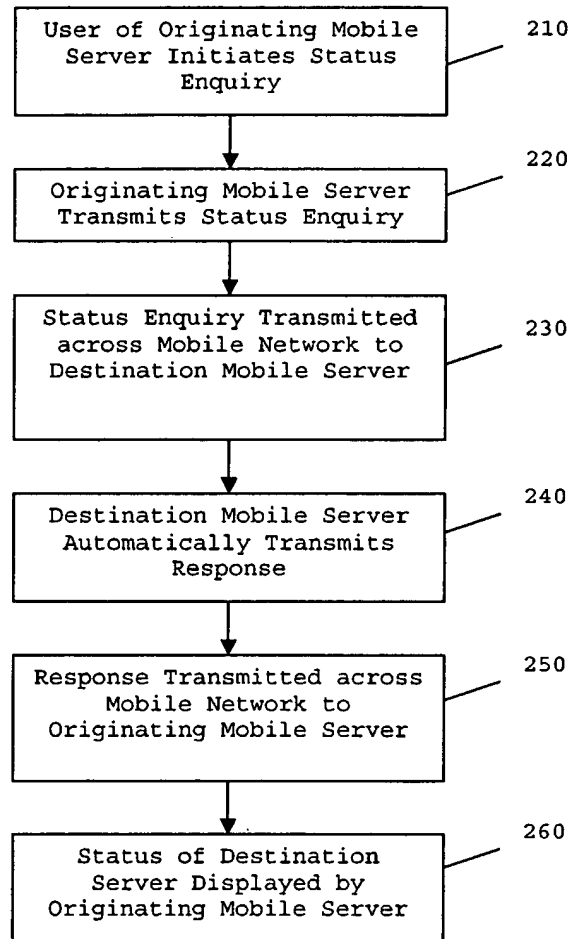 User of Originating Mobile
Server Initiates Status
Enquiry
210
Originating Mobile Server
Transmits Status Enquiry
220
Status Enquiry Transmitted
across Mobile Network to
Destination Mobile Server
230
Destination Mobile Server
Automatically Transmits
Response
240
Response Transmitted across
Mobile Network to
Originating Mobile Server
250
Status of Destination
Server Displayed by
Originating Mobile Server
260